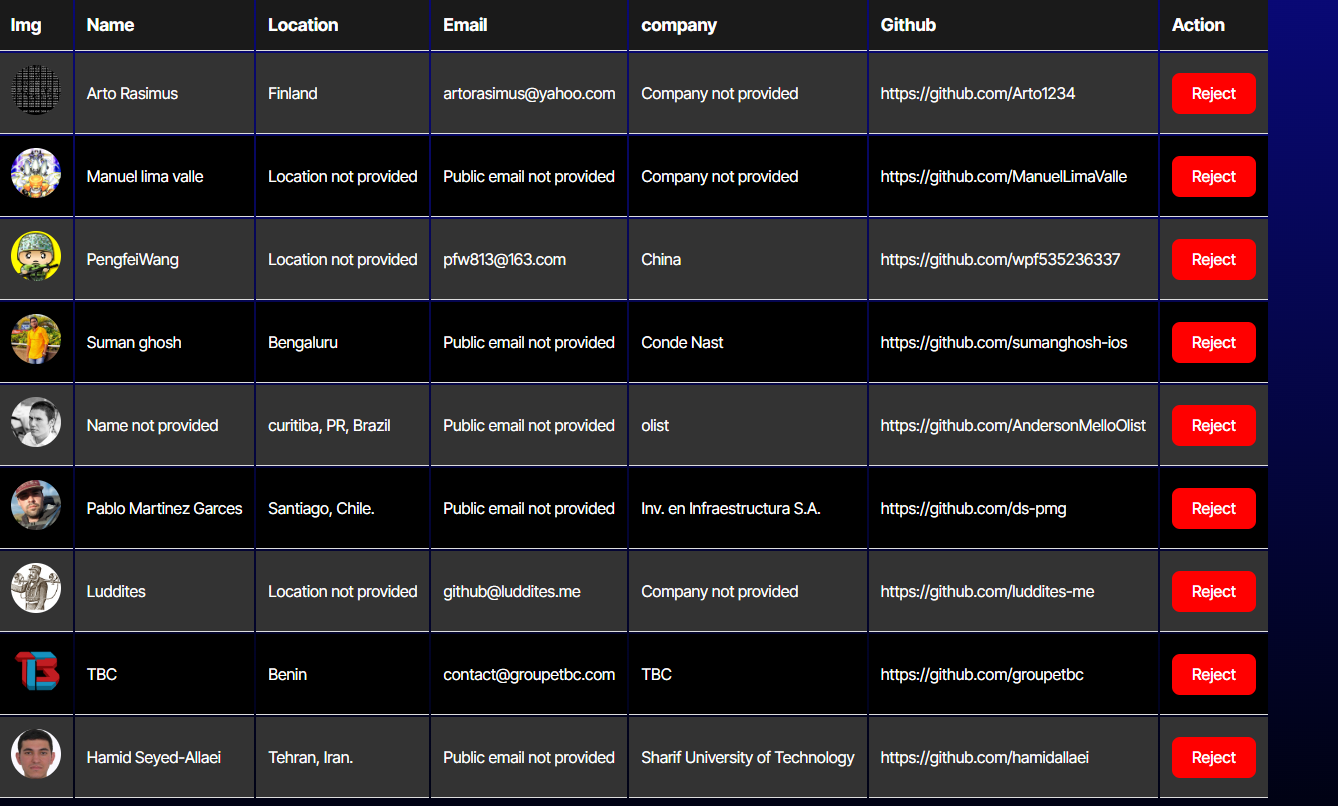 Img Name Location Email company Github Action
Arto Rasimus Finland artorasimus@yahoo.com Company not provided https://github.com/Arto1234 Reject
Manuel lima valle Location not provided Public email not provided Company not provided https://github.com/ManuelLimaValle Reject
PengfeiWang Location not provided pfw813@163.com China https://github.com/wpf535236337 Reject
Suman ghosh Bengaluru Public email not provided Conde Nast https://github.com/sumanghosh-ios Reject
Name not provided curitiba, PR, Brazil Public email not provided olist https://github.com/AndersonMelloOlist Reject
Pablo Martinez Garces Santiago, Chile. Public email not provided Inv. en Infraestructura S.A. https://github.com/ds-pmg Reject
Luddites Location not provided github@luddites.me Company not provided https://github.com/luddites-me Reject
TBC Benin contact@groupetbc.com TBC https://github.com/groupetbc Reject
Hamid Seyed-Allaei Tehran, Iran. Public email not provided Sharif University of Technology https://github.com/hamidallaei Reject